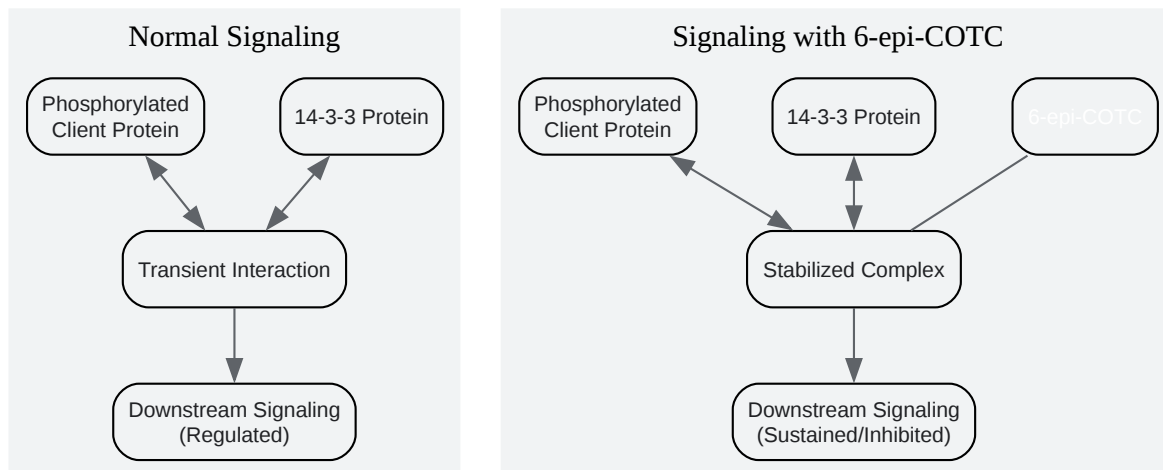 Normal Signaling
Phosphorylated
Client Protein
14-3-3 Protein
Transient Interaction
Downstream Signaling
(Regulated)
Signaling with 6-epi-COTC
Phosphorylated
Client Protein
14-3-3 Protein
6-epi-COTC
Stabilized Complex
Downstream Signaling
(Sustained/Inhibited)